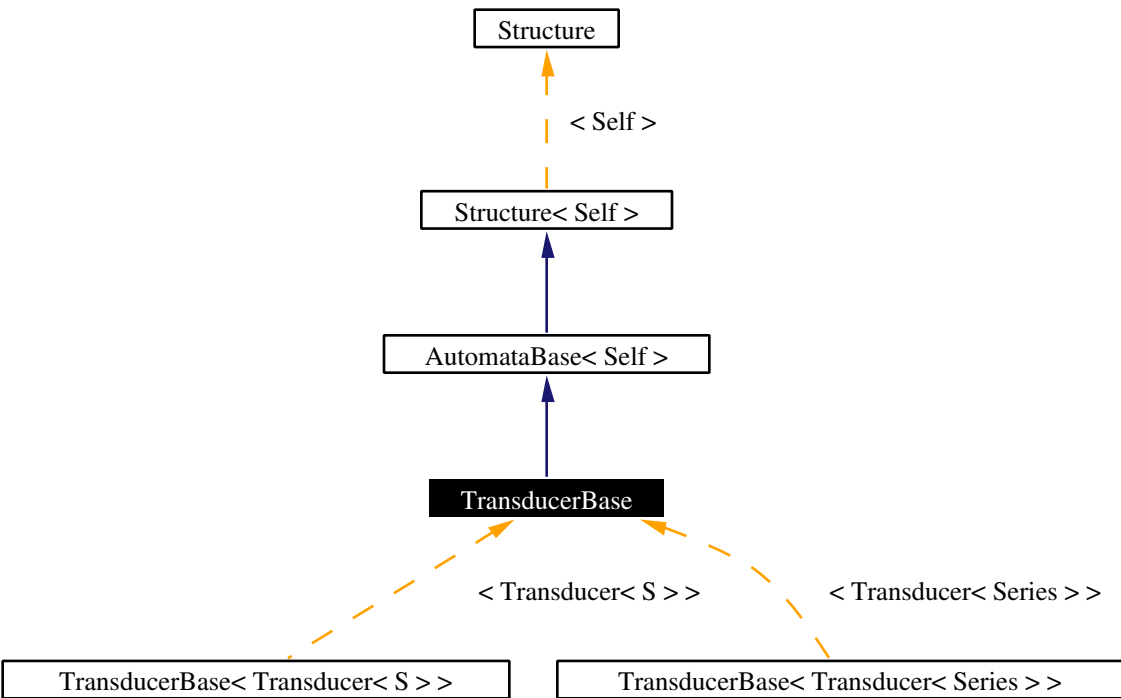 Structure
< Self >
Structure< Self >
AutomataBase< Self >
TransducerBase
< Transducer< S > >
< Transducer< Series > >
TransducerBase< Transducer< S > >
TransducerBase< Transducer< Series > >